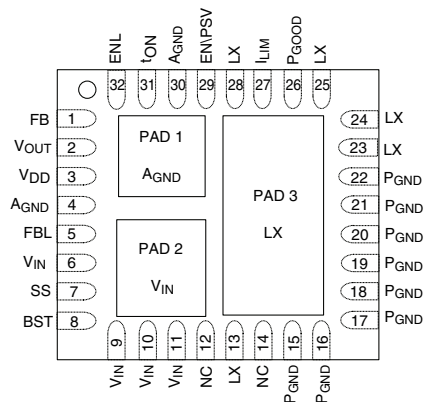 ENL
tON
AGND
EN\PSV
LX
ILIM
PGOOD
LX
32
31
30
29
28
27
26
25
FB 1
VOUT 2
VDD 3
AGND 4
FBL 5
VIN 6
SS 7
BST 8
PAD 1
AGND
PAD 2
VIN
PAD 3
LX
24 LX
23 LX
22 PGND
21 PGND
20 PGND
19 PGND
18 PGND
17 PGND
9
10
11
12
13
14
15
16
VIN
VIN
VIN
NC
LX
NC
PGND
PGND